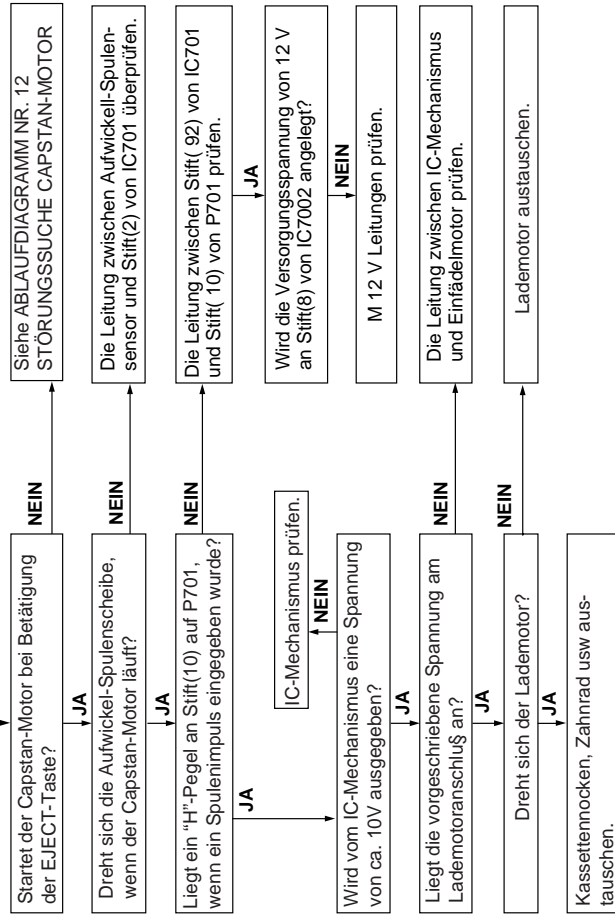 Startet der Capstan-Motor bei Betätigung
der EJECT-Taste?
NEIN
Siehe ABLAUFDIAGRAMM NR. 12
STÖRUNGSSUCHE CAPSTAN-MOTOR
JA
Dreht sich die Aufwickel-Spulenscheibe,
wenn der Capstan-Motor läuft?
NEIN
Die Leitung zwischen Aufwickell-Spulen-
sensor und Stift(2) von IC701 überprüfen.
JA
Liegt ein “H”-Pegel an Stift(10) auf P701,
wenn ein Spulenimpuls eingegeben wurde?
NEIN
Die Leitung zwischen Stift( 92) von IC701
und Stift( 10) von P701 prüfen.
JA
Wird die Versorgungsspannung von 12 V
an Stift(8) von IC7002 angelegt?
NEIN
M 12 V Leitungen prüfen.
JA
IC-Mechanismus prüfen.
NEIN
Wird vom IC-Mechanismus eine Spannung
von ca. 10V ausgegeben?
JA
Liegt die vorgeschriebene Spannung am
Lademotoranschlu§ an?
NEIN
Die Leitung zwischen IC-Mechanismus
und Einfädelmotor prüfen.
JA
Dreht sich der Lademotor?
NEIN
Lademotor austauschen.
JA
Kassettennocken, Zahnrad usw aus-
tauschen.